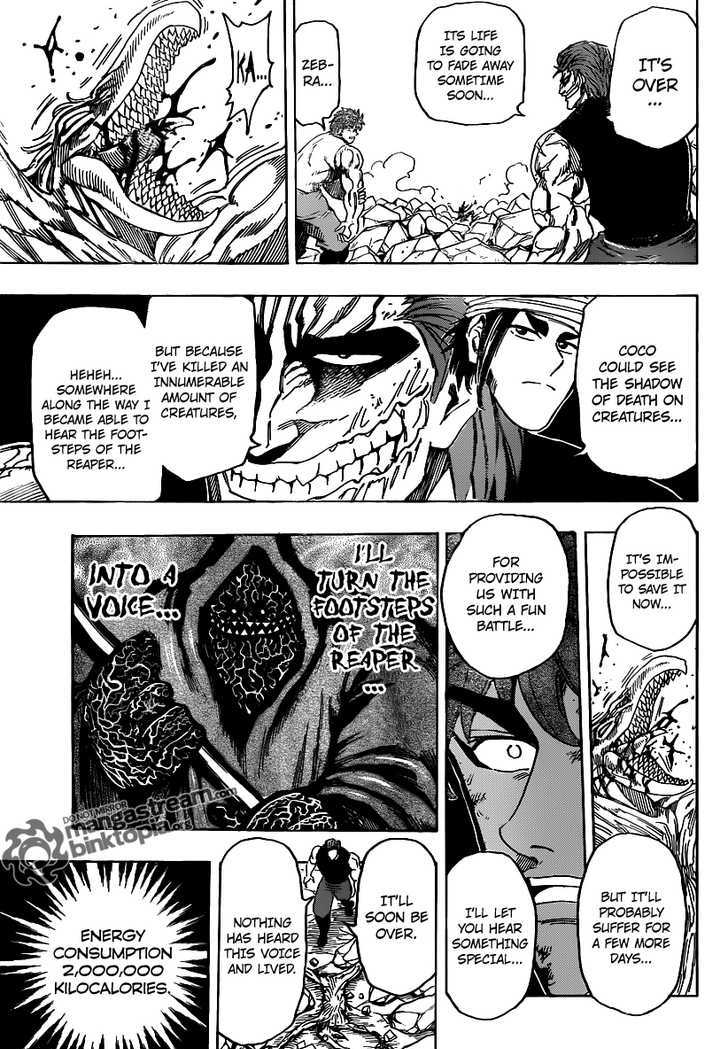 IT'S
OVER...
ITS LIFE
IS GOING
TO FADE AWAY
SOMETIME
SOON...
ZEB-
RA...
KA...
COCO
COULD SEE
THE SHADOW
OF DEATH ON
CREATURES...
BUT BECAUSE
I'VE KILLED AN
INNUMERABLE
AMOUNT OF
CREATURES,
HEHEH...
SOMEWHERE
ALONG THE WAY I
BECAME ABLE TO
HEAR THE FOOT-
STEPS OF THE
REAPER...
IT'S IM-
POSSIBLE
TO SAVE IT
NOW...
BUT IT'LL
PROBABLY
SUFFER FOR
A FEW MORE
DAYS...
FOR
PROVIDING
US WITH
SUCH A FUN
BATTLE...
I'LL LET
YOU HEAR
SOMETHING
SPECIAL...
I'LL
TURN THE
FOOTSTEPS
OF THE
REAPER
...
INTO A
VOICE...
DO NOT MIRROR
mangastream.com
binktopia.org
IT'LL
SOON BE
OVER.
NOTHING
HAS HEARD
THIS VOICE
AND LIVED.
ENERGY
CONSUMPTION
2,000,000
KILOCALORIES.